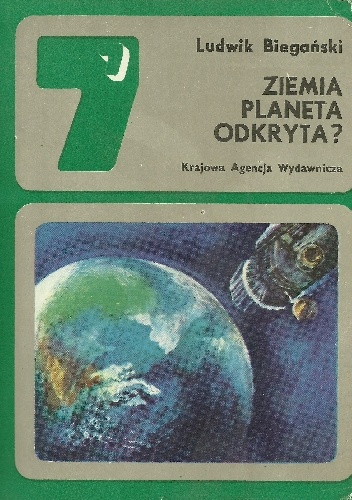 7
Ludwik Biegański
ZIEMIA
PLANETA
ODKRYTA?
Krajowa Agencja Wydawnicza